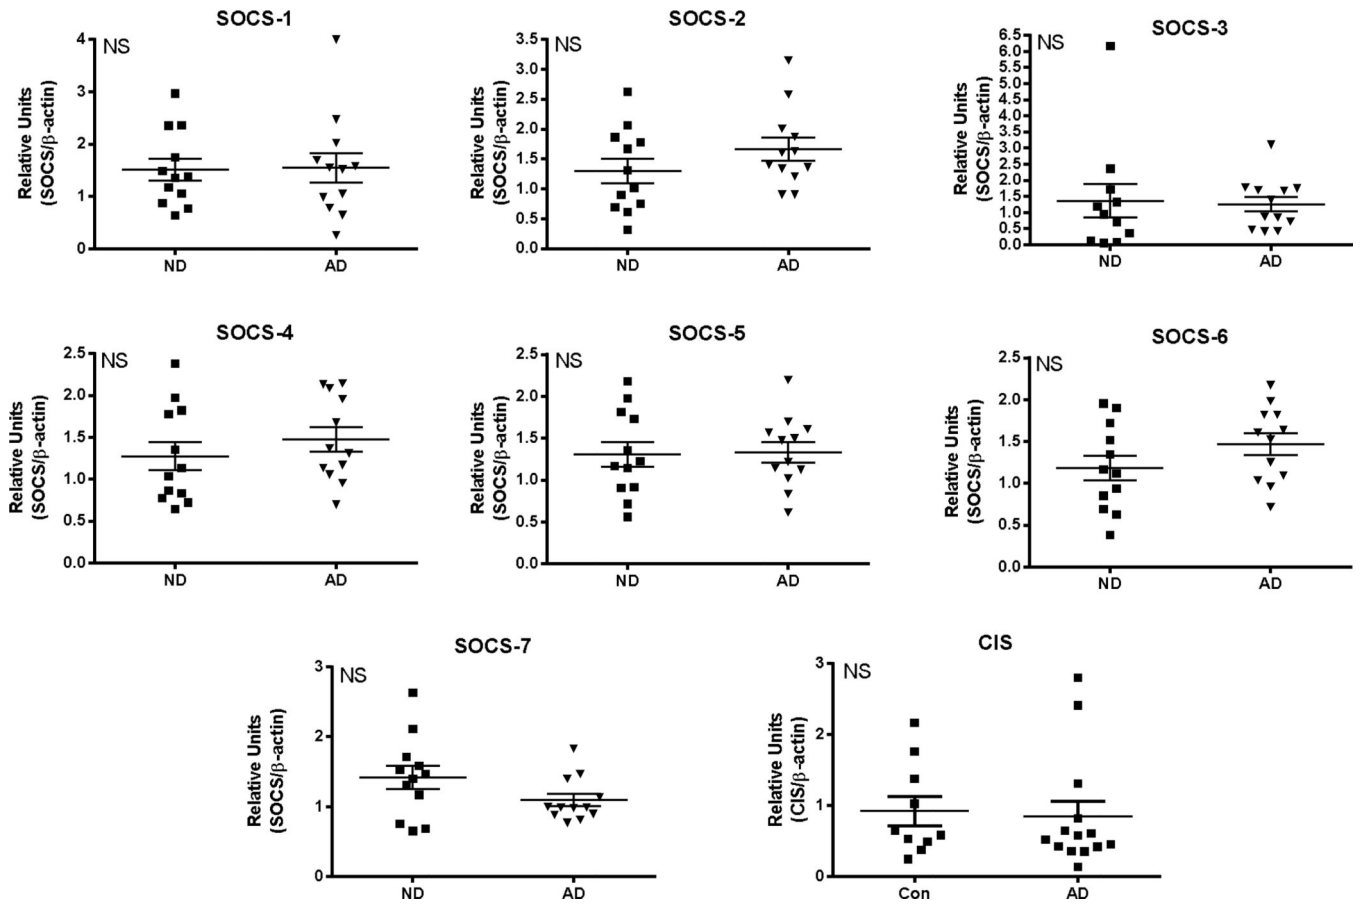 SOCS-1
NS
Relative Units
(SOCS/β-actin)
4
3
2
1
0
ND AD
SOCS-2
NS
Relative Units
(SOCS/β-actin)
3.5
3.0
2.5
2.0
1.5
1.0
0.5
0.0
ND AD
SOCS-3
NS
Relative Units
(SOCS/β-actin)
6.5
6.0
5.5
5.0
4.5
4.0
3.5
3.0
2.5
2.0
1.5
1.0
0.5
0.0
ND AD
SOCS-4
NS
Relative Units
(SOCS/β-actin)
2.5
2.0
1.5
1.0
0.5
0.0
ND AD
SOCS-5
NS
Relative Units
(SOCS/β-actin)
2.5
2.0
1.5
1.0
0.5
0.0
ND AD
SOCS-6
NS
Relative Units
(SOCS/β-actin)
2.5
2.0
1.5
1.0
0.5
0.0
ND AD
SOCS-7
NS
Relative Units
(SOCS/β-actin)
3
2
1
0
ND AD
CIS
NS
Relative Units
(CIS/β-actin)
3
2
1
0
Con AD